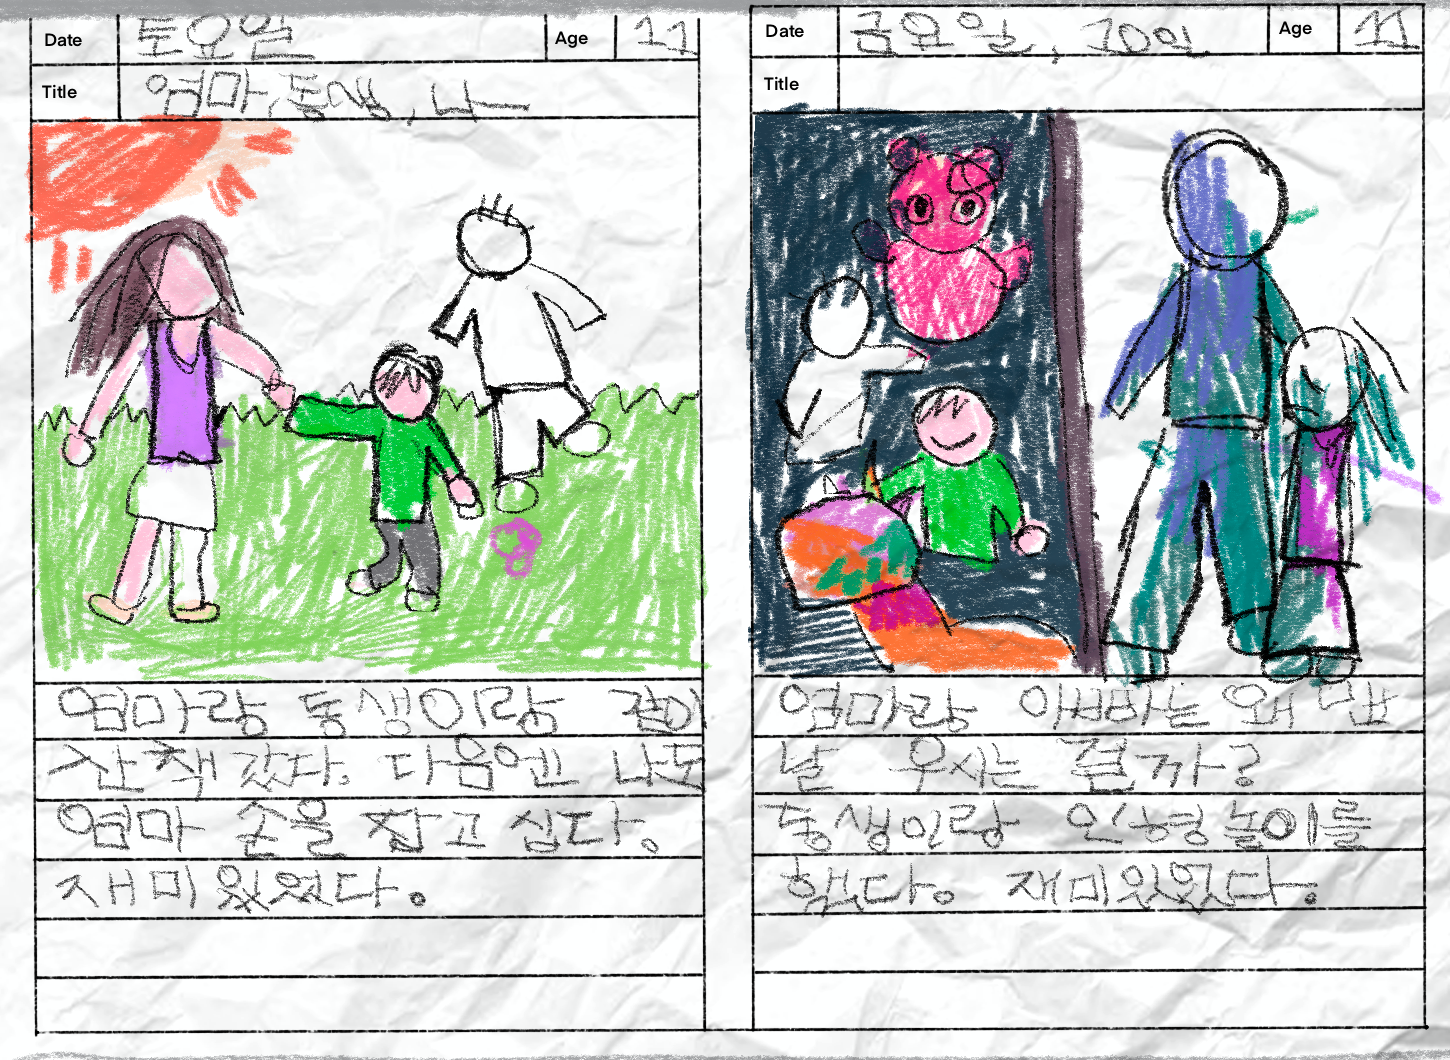 Date 토요일 Age 11
Title 엄마, 동생, 나
엄마랑 동생이랑 같이
산책 갔다. 다음엔 나도
엄마 손을 잡고 싶다.
재미있었다.
Date 금요일, 10일 Age 11
Title
엄마랑 아빠는 왜 맨
날 우시는 걸까?
동생이랑 인형놀이를
했다. 재미있었다.